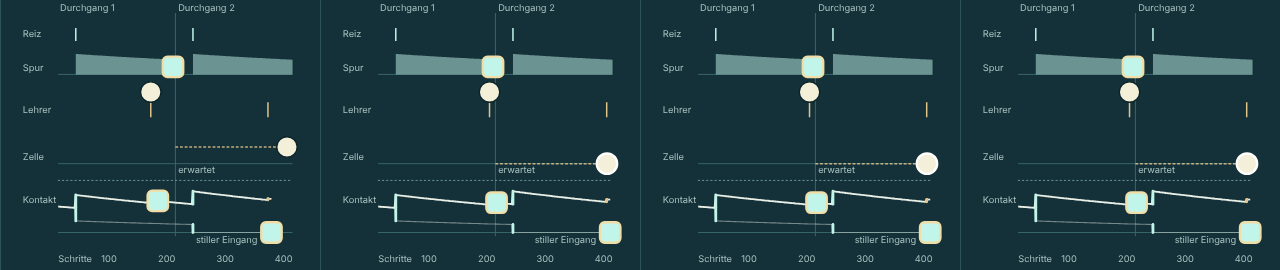 Durchgang 1 Durchgang 2 Durchgang 1 Durchgang 2 Durchgang 1 Durchgang 2 Durchgang 1 Durchgang 2
Reiz Reiz Reiz Reiz
Spur Spur Spur Spur
Lehrer Lehrer Lehrer Lehrer
Zelle Zelle Zelle Zelle
erwartet erwartet erwartet erwartet
Kontakt Kontakt Kontakt Kontakt
stiller Eingang stiller Eingang stiller Eingang stiller Eingang
Schritte 100 200 300 400 Schritte 100 200 300 400 Schritte 100 200 300 400 Schritte 100 200 300 400